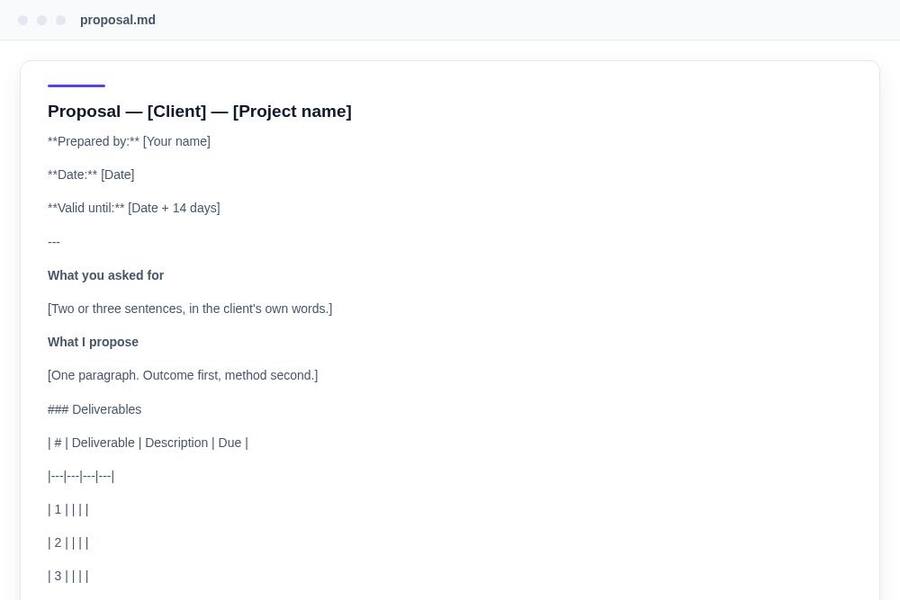 proposal.md
Proposal — [Client] — [Project name]
**Prepared by:** [Your name]
**Date:** [Date]
**Valid until:** [Date + 14 days]
---
What you asked for
[Two or three sentences, in the client's own words.]
What I propose
[One paragraph. Outcome first, method second.]
### Deliverables
| # | Deliverable | Description | Due |
|---|---|---|---|
| 1 | | | |
| 2 | | | |
| 3 | | | |